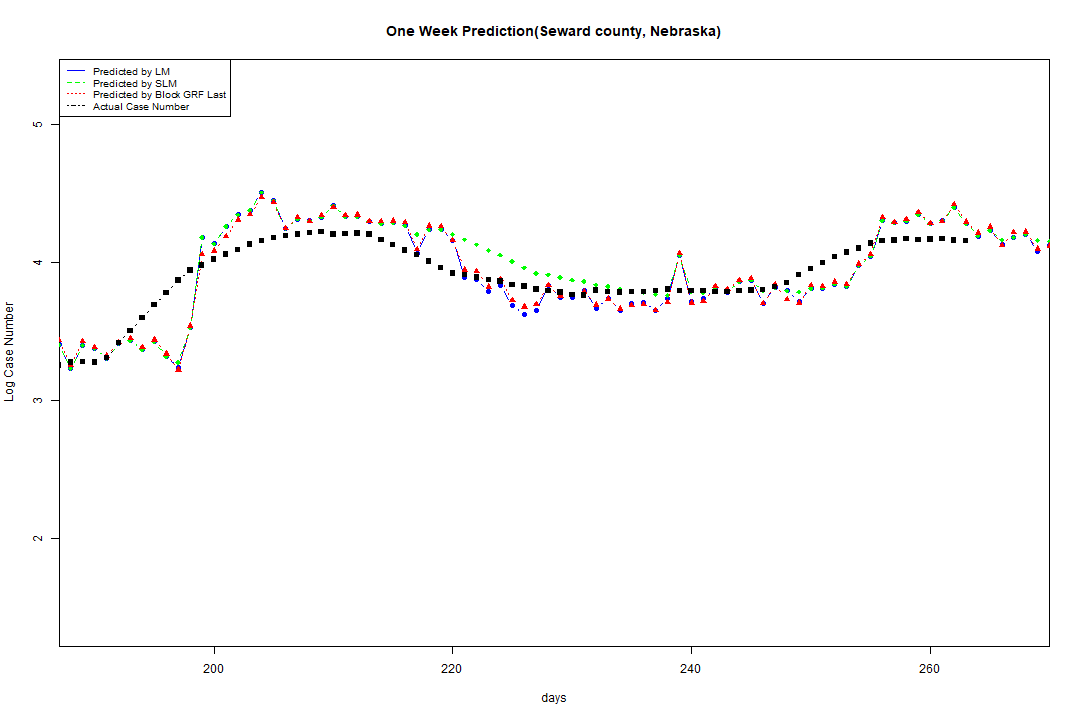 One Week Prediction(Seward county, Nebraska)
Predicted by LM
Predicted by SLM
Predicted by Block GRF Last
Actual Case Number
5
4
3
2
Log Case Number
200 220 240 260
days